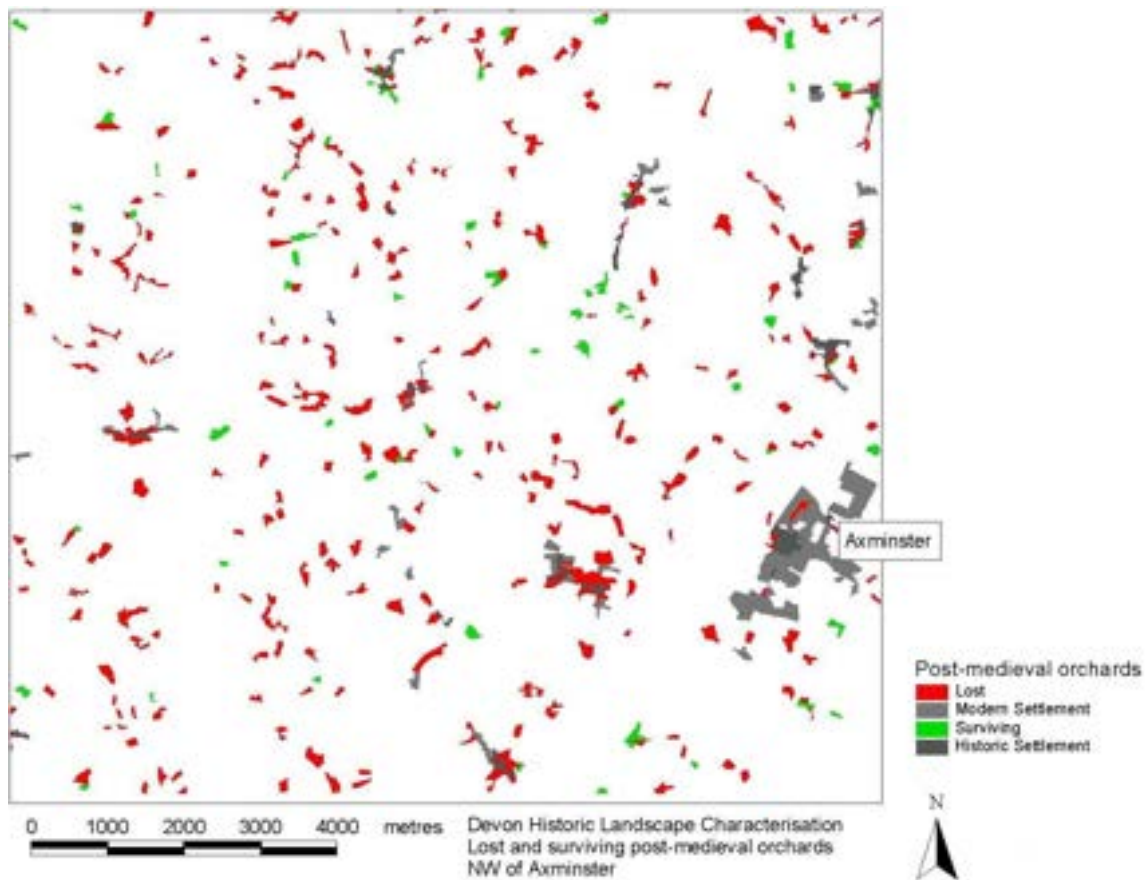 Axminster
Post-medieval orchards
Lost
Modern Settlement
Surviving
Historic Settlement
0 1000 2000 3000 4000 metres
Devon Historic Landscape Characterisation
Lost and surviving post-medieval orchards
NW of Axminster
N